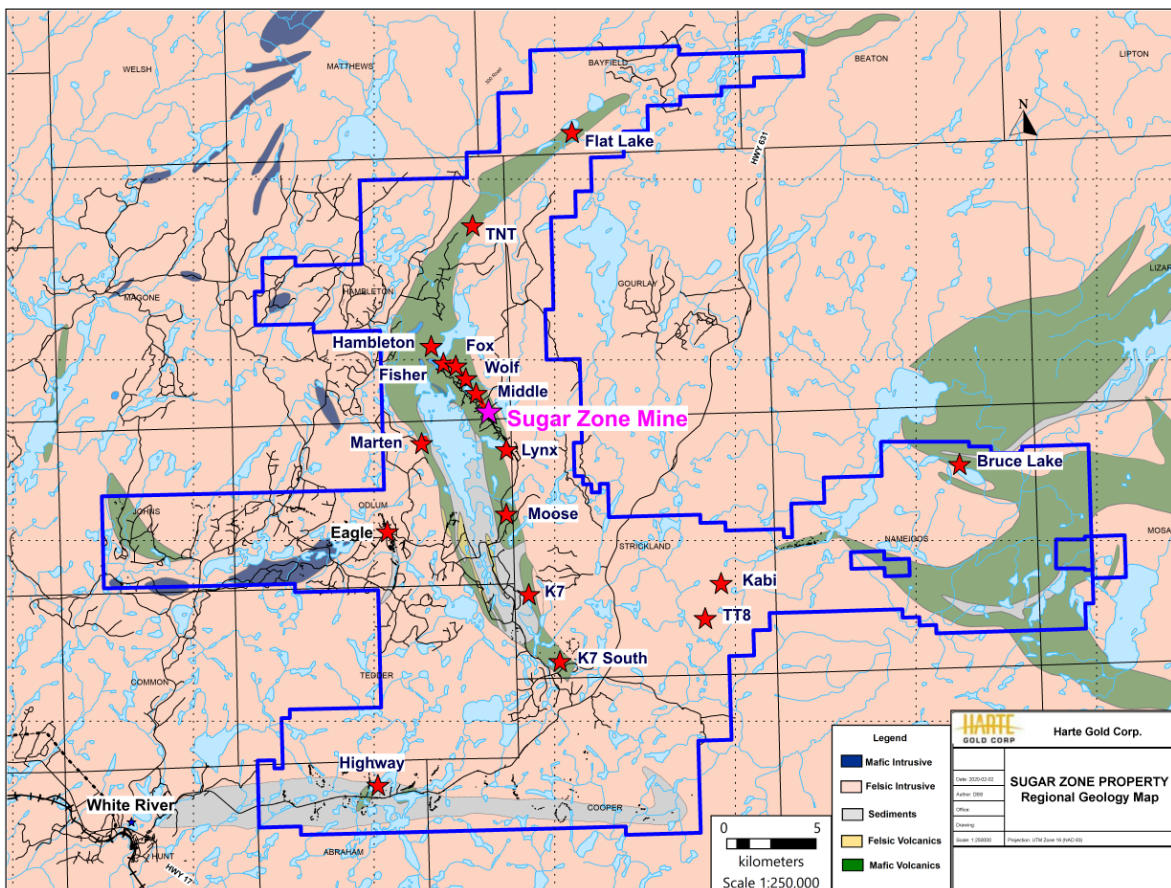 WELSH
MATTHEWS
500 Road
BAYFIELD
BEATON
LIPTON
N
Flat Lake
HWY 631
TNT
MAGONE
HAMBLETON
GOURLAY
LIZAR
Hambleton
Fox
Fisher
Wolf
Middle
Sugar Zone Mine
Marten
Lynx
Bruce Lake
JOHNS
ODLUM
Moose
Eagle
STRICKLAND
NAMEIGOS
MOSA
Kabi
K7
TT8
K7 South
COMMON
TEDDER
Highway
White River
COOPER
HUNT
ABRAHAM
HWY 17
0 5
kilometers
Scale 1:250,000
Legend
Mafic Intrusive
Felsic Intrusive
Sediments
Felsic Volcanics
Mafic Volcanics
HARTE
GOLD CORP
Harte Gold Corp.
Date: 2020-02-02
Author:
Office:
Drawing:
SUGAR ZONE PROPERTY
Regional Geology Map
Scale: 1:250000
Projection: UTM Zone 16 (NAD 83)